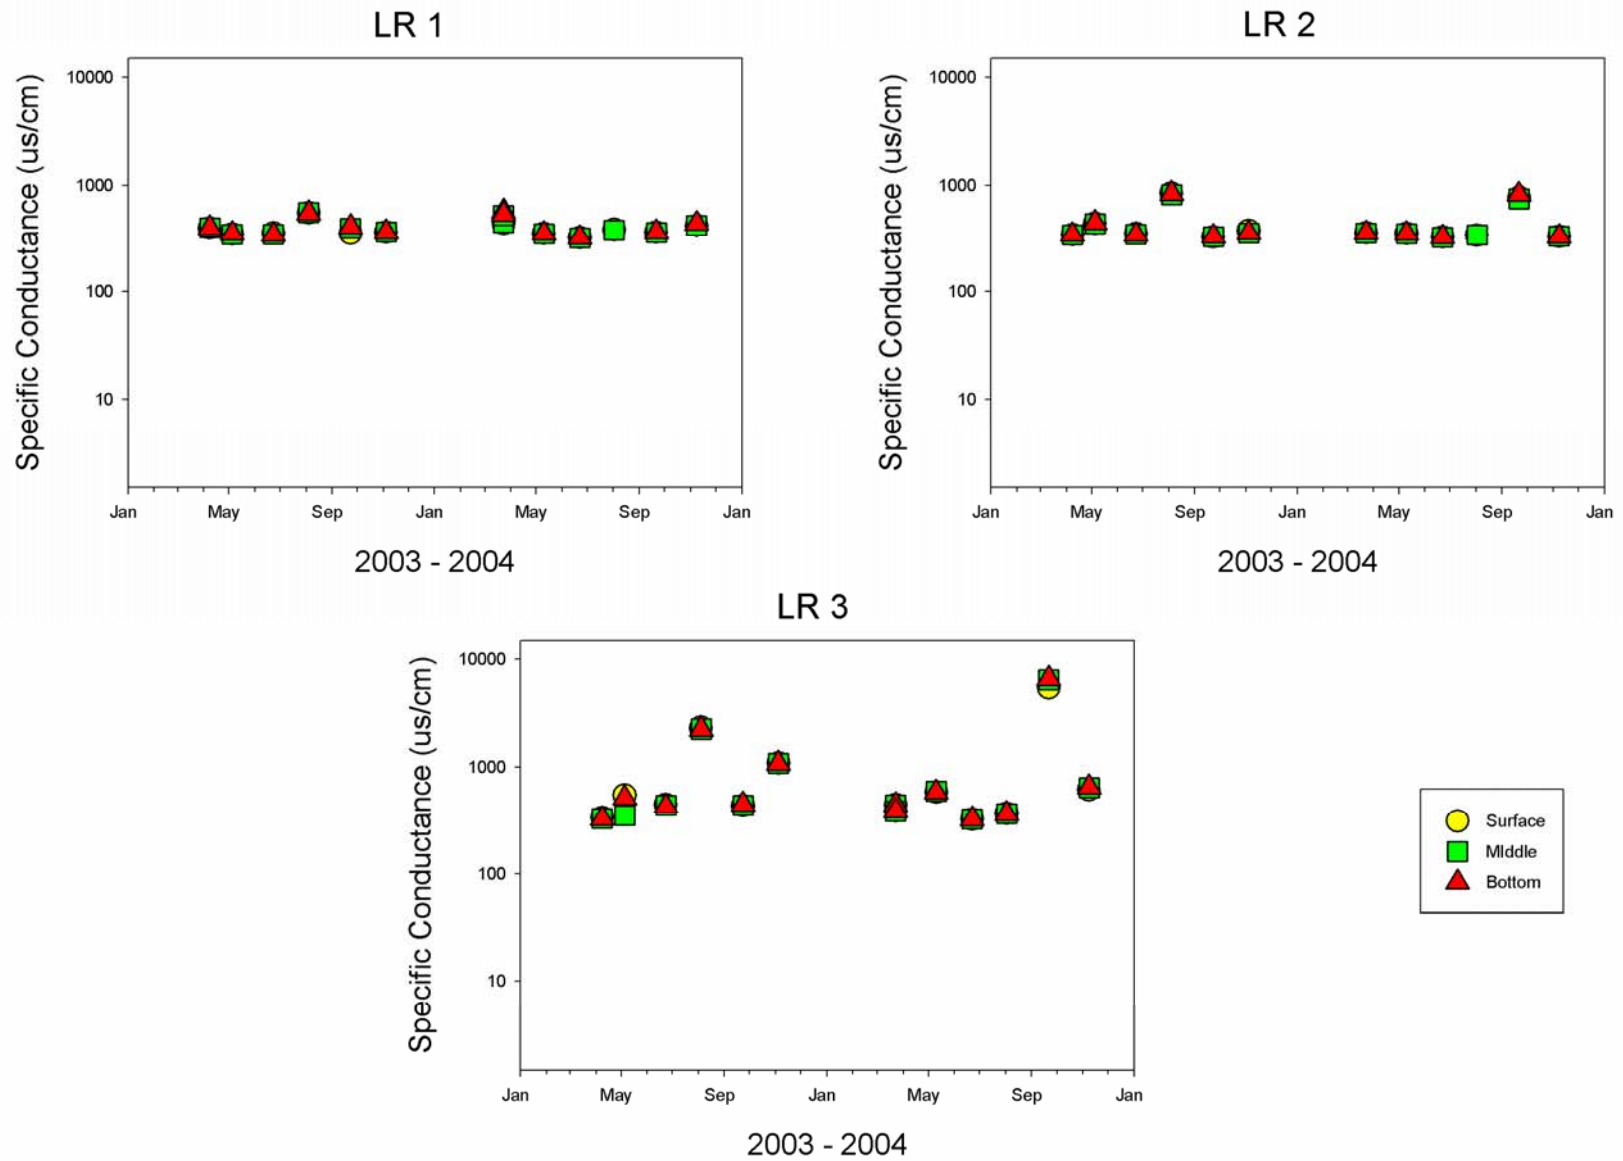 LR 1
Specific Conductance (us/cm)
10000
1000
100
10
Jan May Sep Jan May Sep Jan
2003 - 2004
LR 2
Specific Conductance (us/cm)
10000
1000
100
10
Jan May Sep Jan May Sep Jan
2003 - 2004
LR 3
Specific Conductance (us/cm)
10000
1000
100
10
Jan May Sep Jan May Sep Jan
2003 - 2004
Surface
MIddle
Bottom